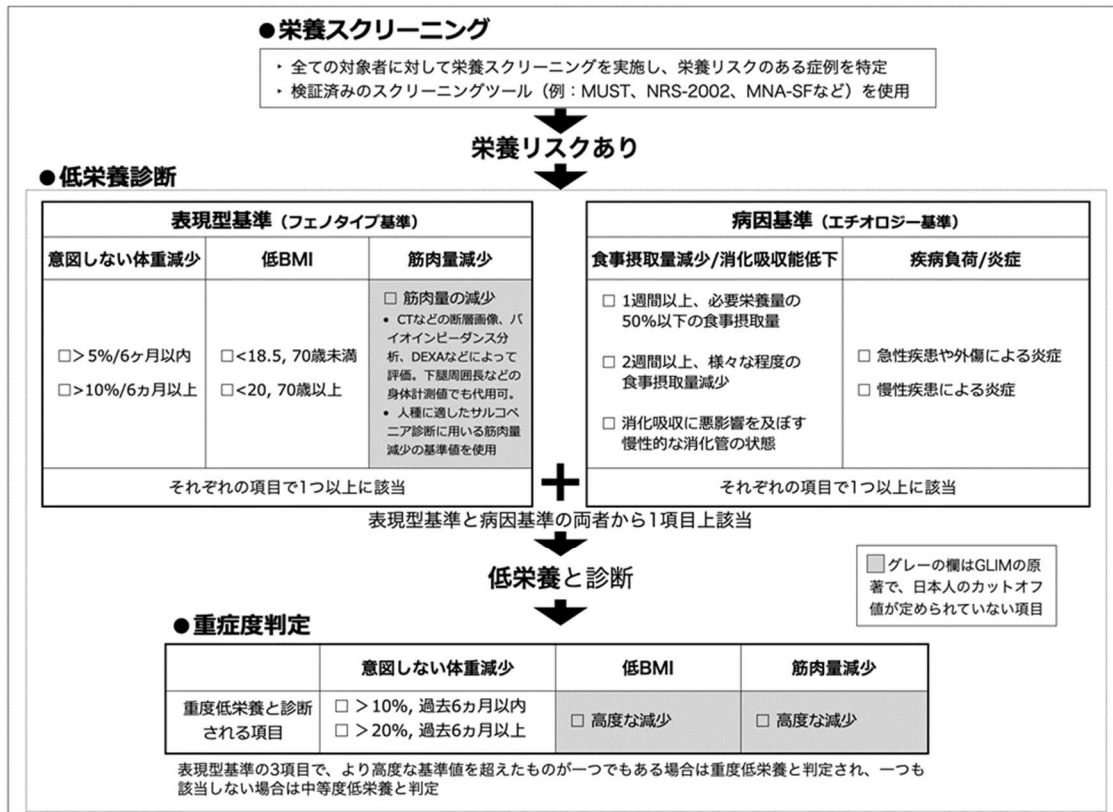 ●栄養スクリーニング
‣ 全ての対象者に対して栄養スクリーニングを実施し、栄養リスクのある症例を特定
‣ 検証済みのスクリーニングツール（例：MUST、NRS-2002、MNA-SFなど）を使用
栄養リスクあり
●低栄養診断
表現型基準（フェノタイプ基準）
意図しない体重減少
低BMI
筋肉量減少
□＞5%/6ヶ月以内
□＞10%/6ヵ月以上
□<18.5, 70歳未満
□<20, 70歳以上
□ 筋肉量の減少
• CTなどの断層画像、バ
イオインピーダンス分
析、DEXAなどによって
評価。下腿周囲長などの
身体計測値でも代用可。
• 人種に適したサルコペ
ニア診断に用いる筋肉量
減少の基準値を使用
それぞれの項目で1つ以上に該当
＋
病因基準（エチオロジー基準）
食事摂取量減少/消化吸収能低下
疾病負荷/炎症
□ 1週間以上、必要栄養量の
50%以下の食事摂取量
□ 2週間以上、様々な程度の
食事摂取量減少
□ 消化吸収に悪影響を及ぼす
慢性的な消化管の状態
□ 急性疾患や外傷による炎症
□ 慢性疾患による炎症
それぞれの項目で1つ以上に該当
表現型基準と病因基準の両者から1項目上該当
低栄養と診断
グレーの欄はGLIMの原
著で、日本人のカットオフ
値が定められていない項目
●重症度判定
意図しない体重減少
低BMI
筋肉量減少
重度低栄養と診断
される項目
□ ＞10%, 過去6ヵ月以内
□ ＞20%, 過去6ヵ月以上
□ 高度な減少
□ 高度な減少
表現型基準の3項目で、より高度な基準値を超えたものが一つでもある場合は重度低栄養と判定され、一つも
該当しない場合は中等度低栄養と判定